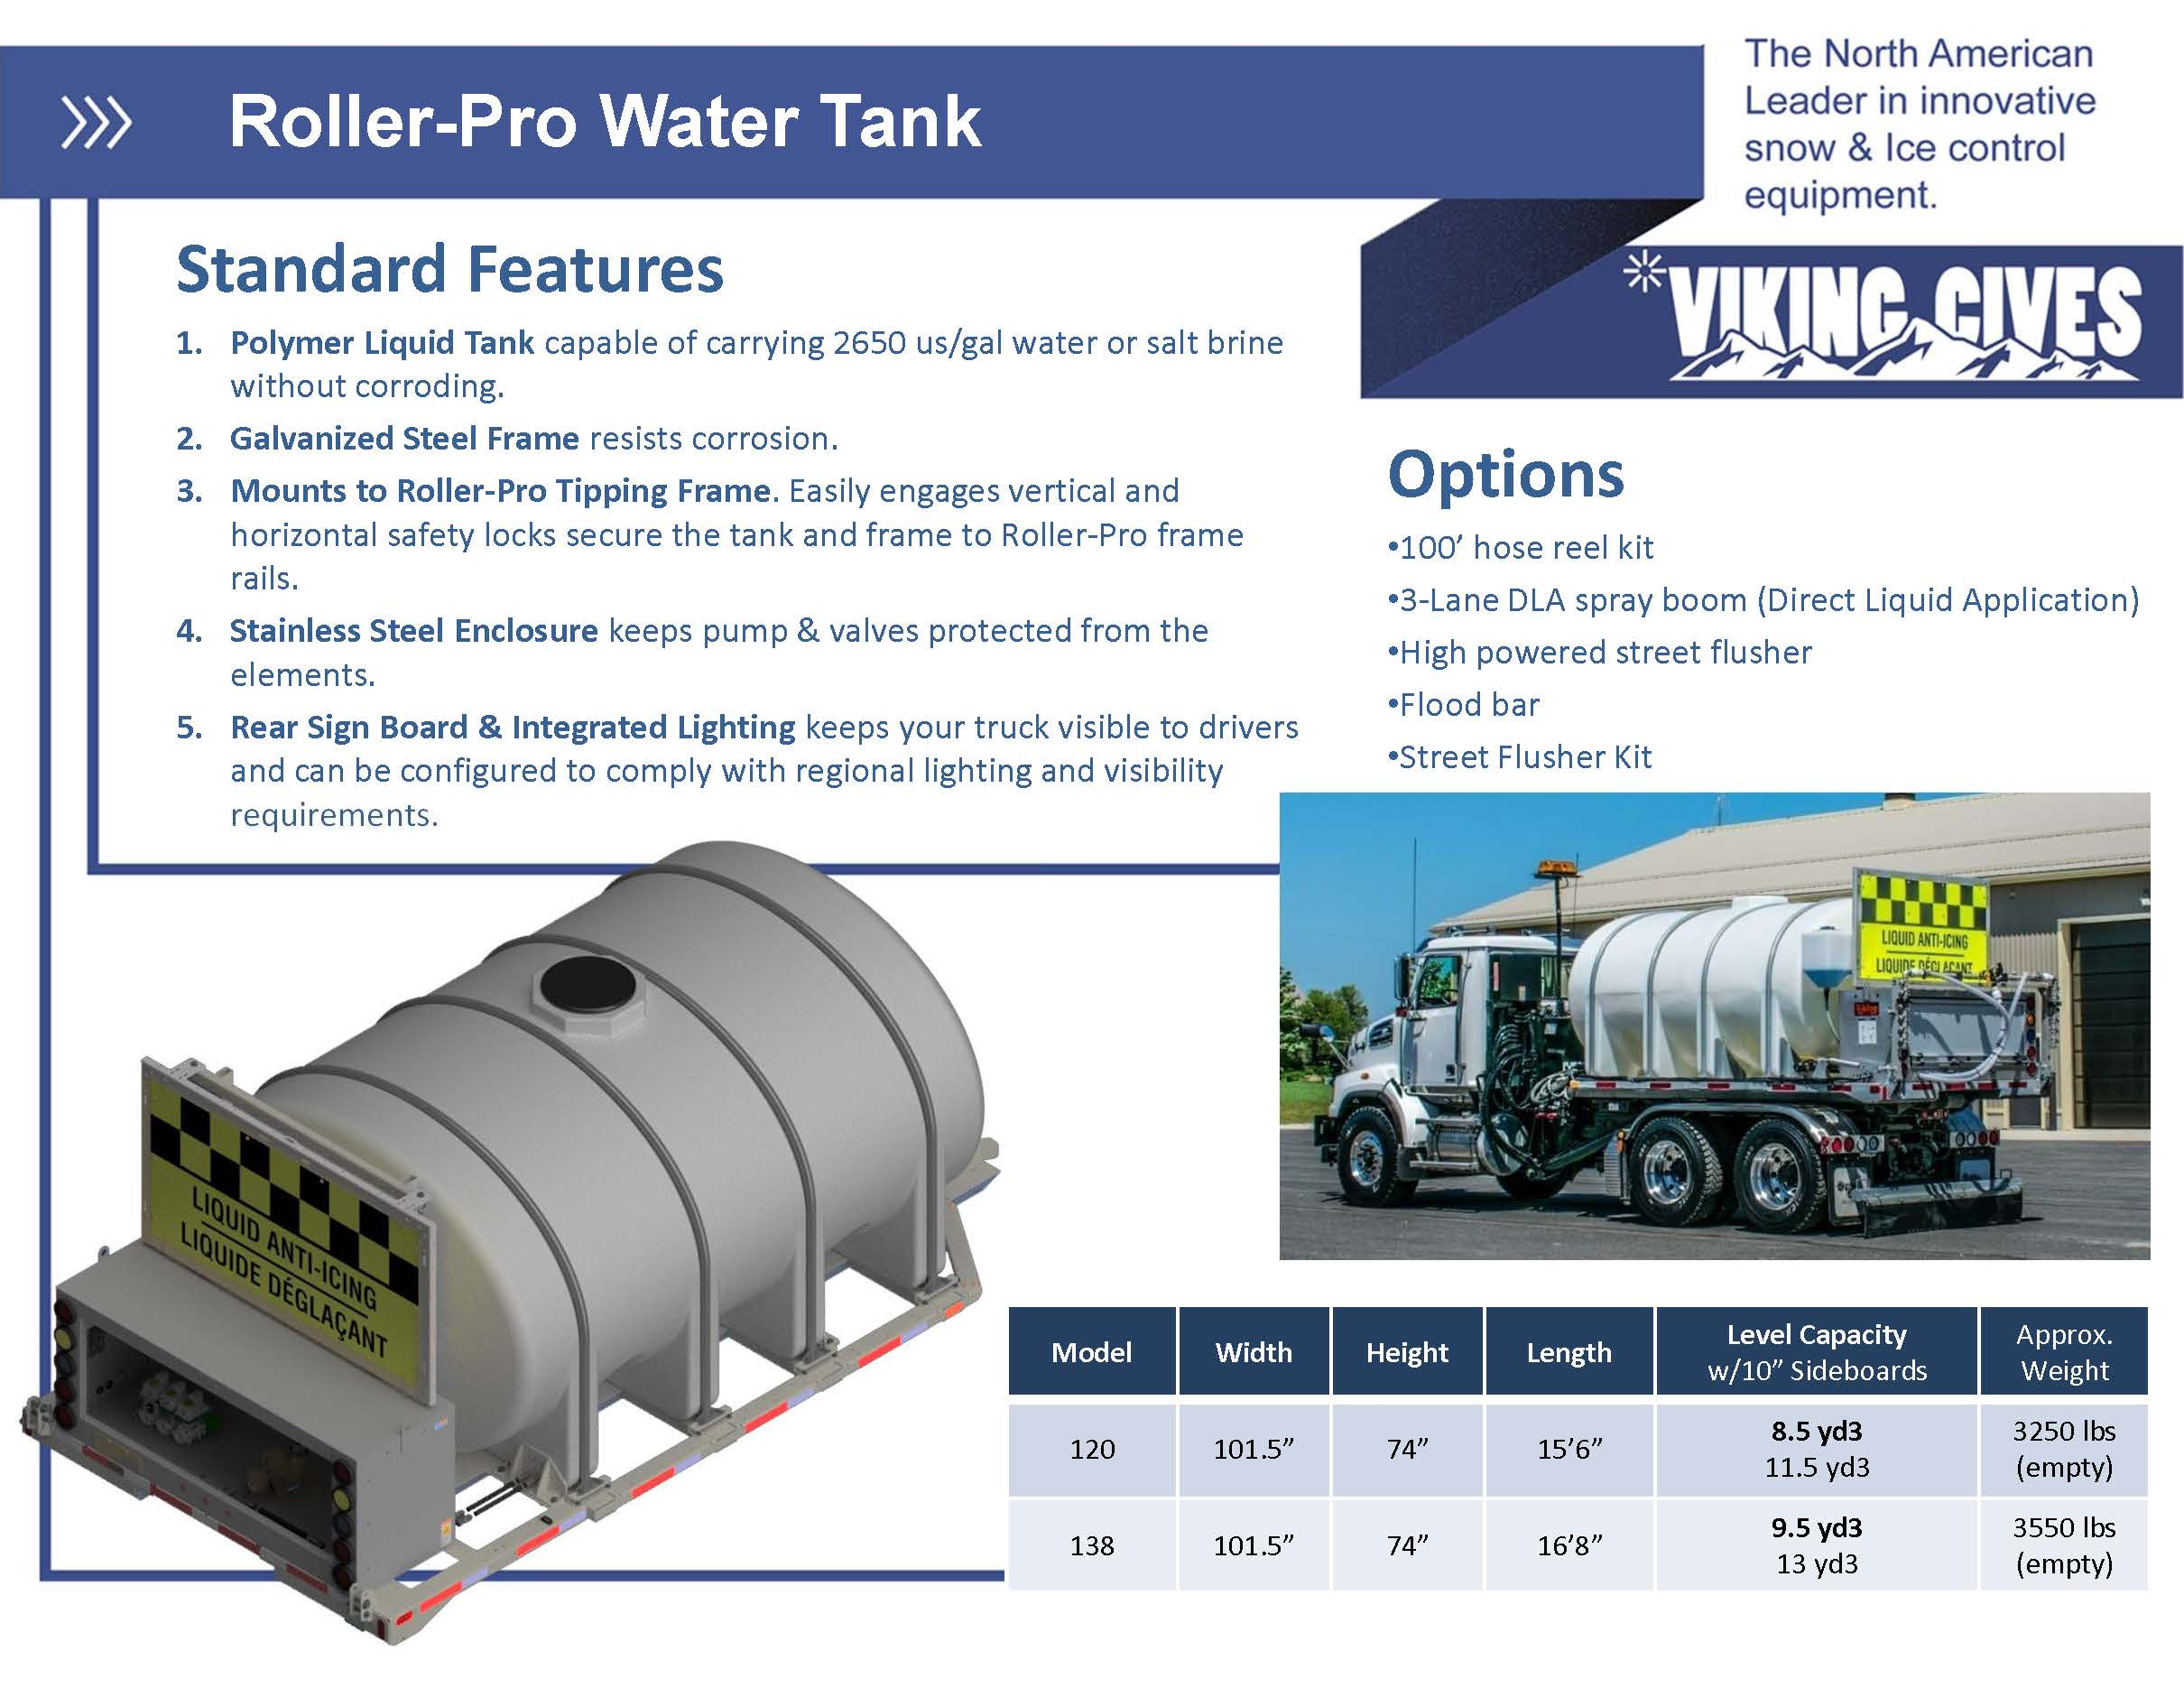 Roller-Pro Water Tank
The North American
Leader in innovative
snow & Ice control
equipment.
*VIKING CIVES
Standard Features
1. Polymer Liquid Tank capable of carrying 2650 us/gal water or salt brine
without corroding.
2. Galvanized Steel Frame resists corrosion.
3. Mounts to Roller-Pro Tipping Frame. Easily engages vertical and
horizontal safety locks secure the tank and frame to Roller-Pro frame
rails.
4. Stainless Steel Enclosure keeps pump & valves protected from the
elements.
5. Rear Sign Board & Integrated Lighting keeps your truck visible to drivers
and can be configured to comply with regional lighting and visibility
requirements.
Options
•100’ hose reel kit
•3-Lane DLA spray boom (Direct Liquid Application)
•High powered street flusher
•Flood bar
•Street Flusher Kit
LIQUID ANTI-ICING
LIQUIDE DÉGLAÇANT
LIQUID ANTI-ICING
LIQUIDE DÉGLAÇANT
Model Width Height Length Level Capacity w/10” Sideboards Approx. Weight
120 101.5” 74” 15’6” 8.5 yd3 11.5 yd3 3250 lbs (empty)
138 101.5” 74” 16’8” 9.5 yd3 13 yd3 3550 lbs (empty)